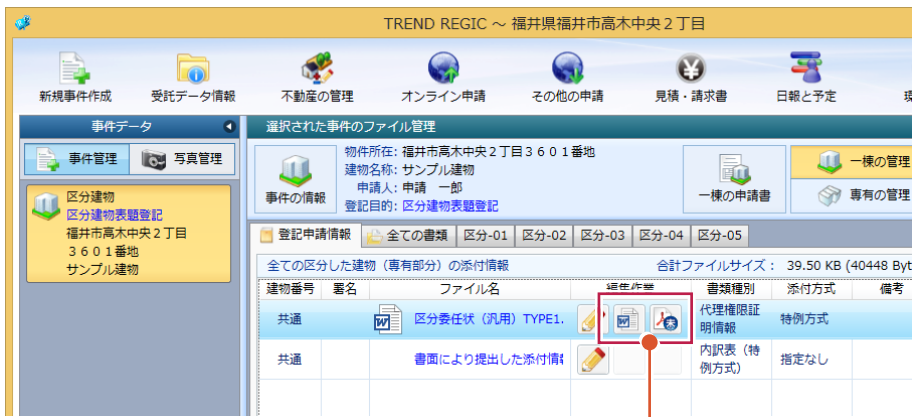 TREND REGIC ～ 福井県福井市高木中央２丁目
新規事件作成
受託データ情報
不動産の管理
オンライン申請
その他の申請
見積・請求書
日報と予定
事件データ
事件管理
写真管理
区分建物
区分建物表題登記
福井市高木中央２丁目
３６０１番地
サンプル建物
選択された事件のファイル管理
事件の情報
物件所在: 福井市高木中央２丁目３６０１番地
建物名称: サンプル建物
申請人: 申請　一郎
登記目的: 区分建物表題登記
一棟の申請書
一棟の管理
専有の管理
登記申請情報
全ての書類
区分-01
区分-02
区分-03
区分-04
区分-05
全ての区分した建物（専有部分）の添付情報
合計ファイルサイズ： 39.50 KB (40448 Byt
建物番号
署名
ファイル名
編集作業
書類種別
添付方式
備考
共通
区分委任状（汎用）TYPE1.
代理権限証
明情報
特例方式
共通
書面により提出した添付情
内訳表（特
例方式）
指定なし